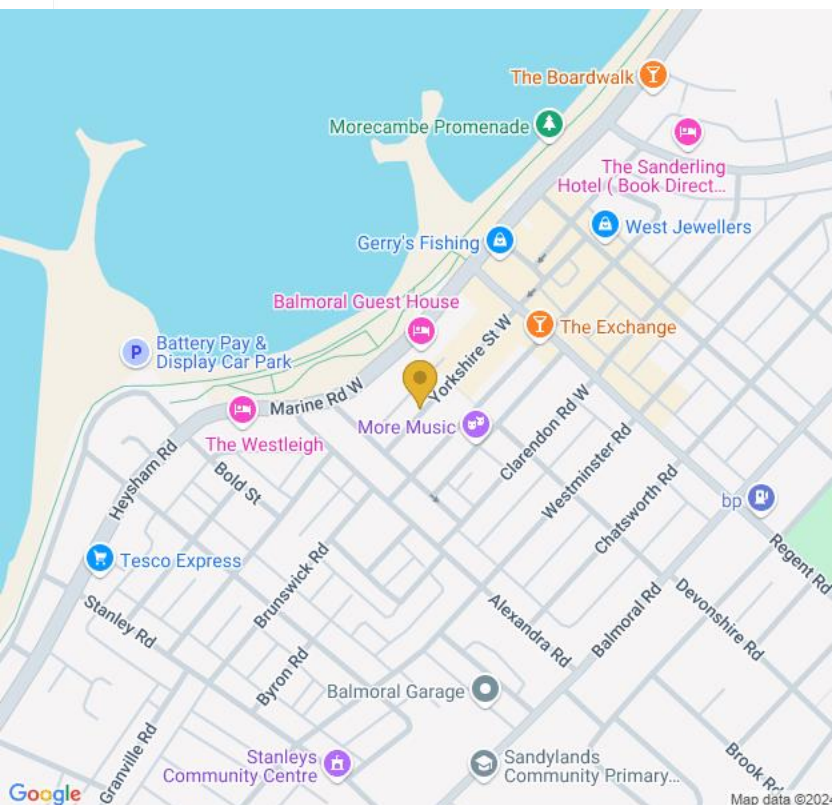 The Boardwalk
Morecambe Promenade
The Sanderling
Hotel ( Book Direct...
West Jewellers
Gerry's Fishing
Balmoral Guest House
The Exchange
Yorkshire St W
P
Battery Pay &
Display Car Park
Marine Rd W
The Westleigh
More Music
Clarendon Rd W
Westminster Rd
Chatsworth Rd
Heysham Rd
Bold St
bp
Regent Rd
Tesco Express
Brunswick Rd
Stanley Rd
Alexandra Rd
Balmoral Rd
Devonshire Rd
Byron Rd
Balmoral Garage
Granville Rd
Stanleys
Community Centre
Sandylands
Community Primary...
Brook Rd
Google
Map data ©2024